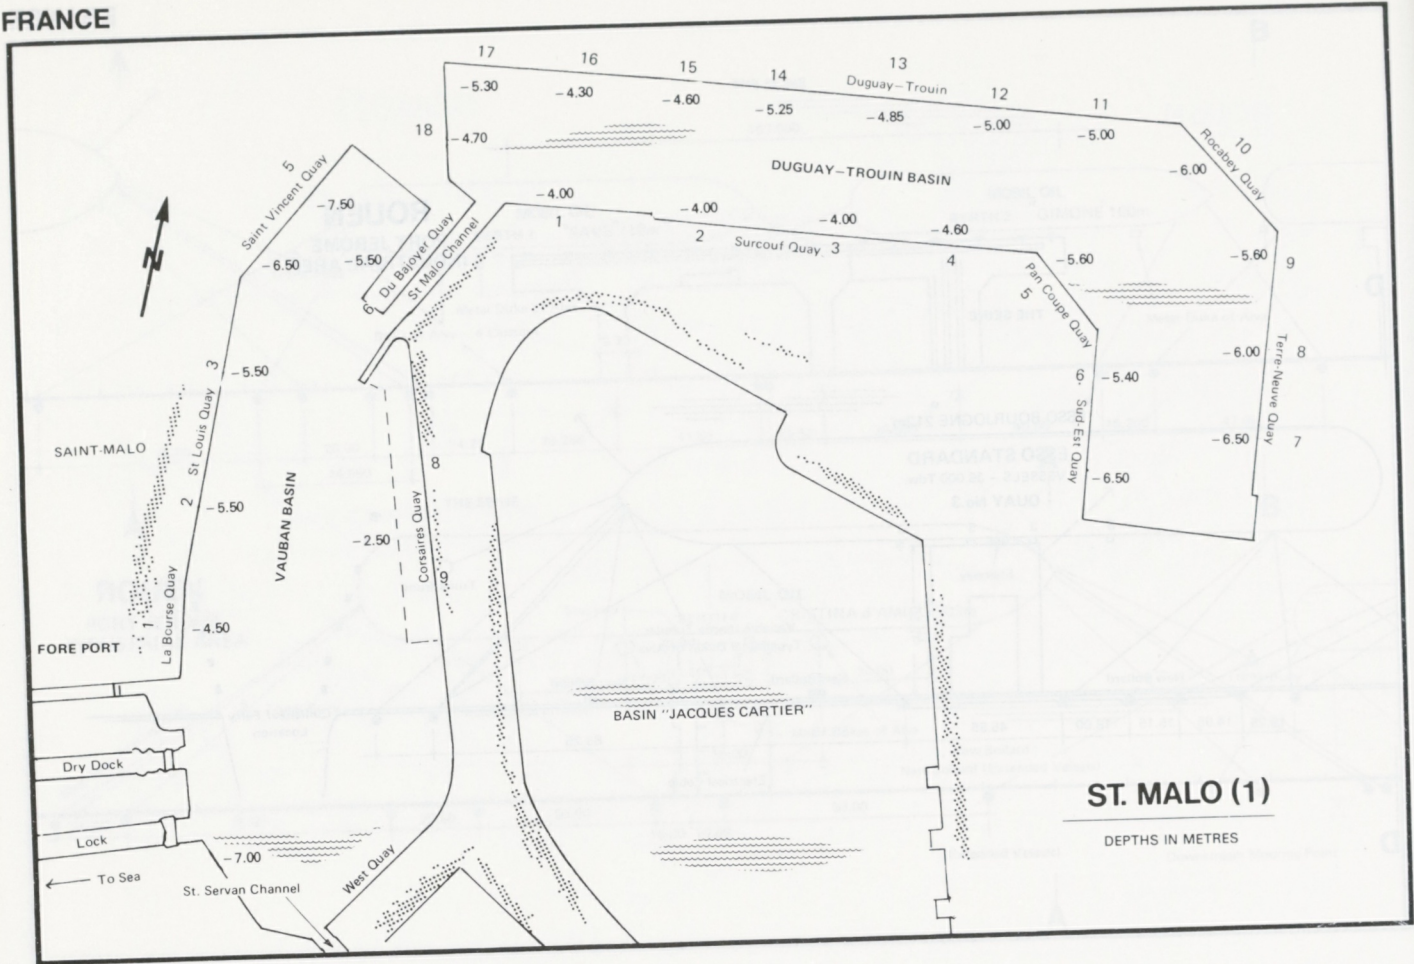 FRANCE
17
16
15
14
13
12
11
Duguay-Trouin
-5.30
-4.30
-4.60
-5.25
-4.85
-5.00
-5.00
18
-4.70
10
Rocabey Quay
-6.00
DUGUAY-TROUIN BASIN
5
Saint Vincent Quay
-7.50
-6.50
-5.50
Du Bajoyer Quay
St Malo Channel
6
N
-4.00
1
-4.00
2
Surcouf Quay
-4.00
3
-4.60
4
-5.60
Pan Coupe Quay
5
-5.60
9
-6.00
8
Terre-Neuve Quay
-6.50
7
6
-5.40
Sud-Est Quay
-6.50
3
-5.50
St Louis Quay
SAINT-MALO
2
-5.50
VAUBAN BASIN
8
Corsaires Quay
-2.50
9
La Bourse Quay
1
-4.50
FORE PORT
BASIN "JACQUES CARTIER"
Dry Dock
Lock
To Sea
-7.00
St. Servan Channel
West Quay
ST. MALO (1)
DEPTHS IN METRES